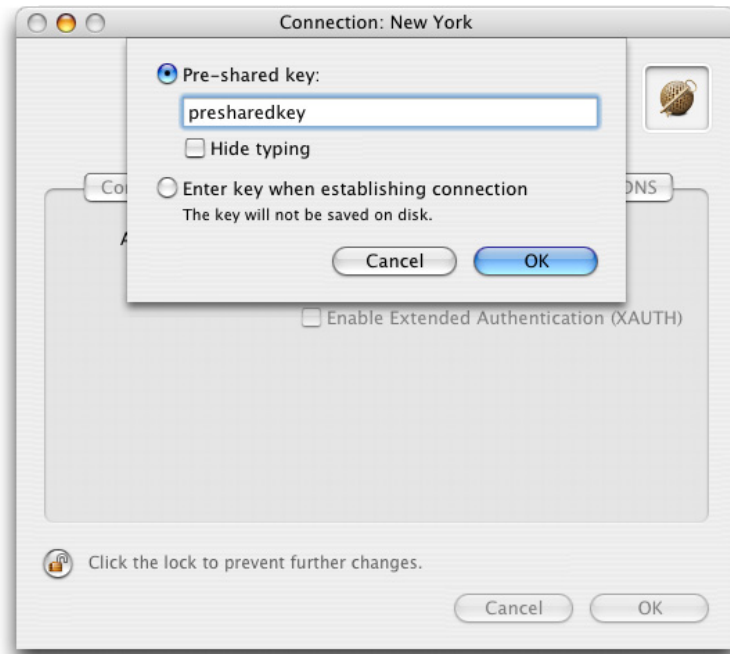 Connection: New York
Pre-shared key:
presharedkey
Hide typing
Enter key when establishing connection
The key will not be saved on disk.
Cancel OK
DNS
Enable Extended Authentication (XAUTH)
Click the lock to prevent further changes.
Cancel OK